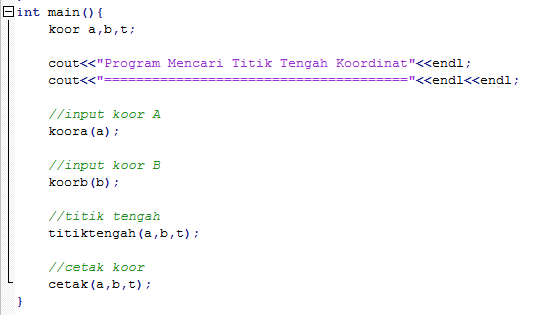 int main(){
koor a,b,t;
cout<<"Program Mencari Titik Tengah Koordinat"<<endl;
cout<<"======================================"<<endl<<endl;
//input koor A
koora(a);
//input koor B
koorb(b);
//titik tengah
titiktengah(a,b,t);
//cetak koor
cetak(a,b,t);
}